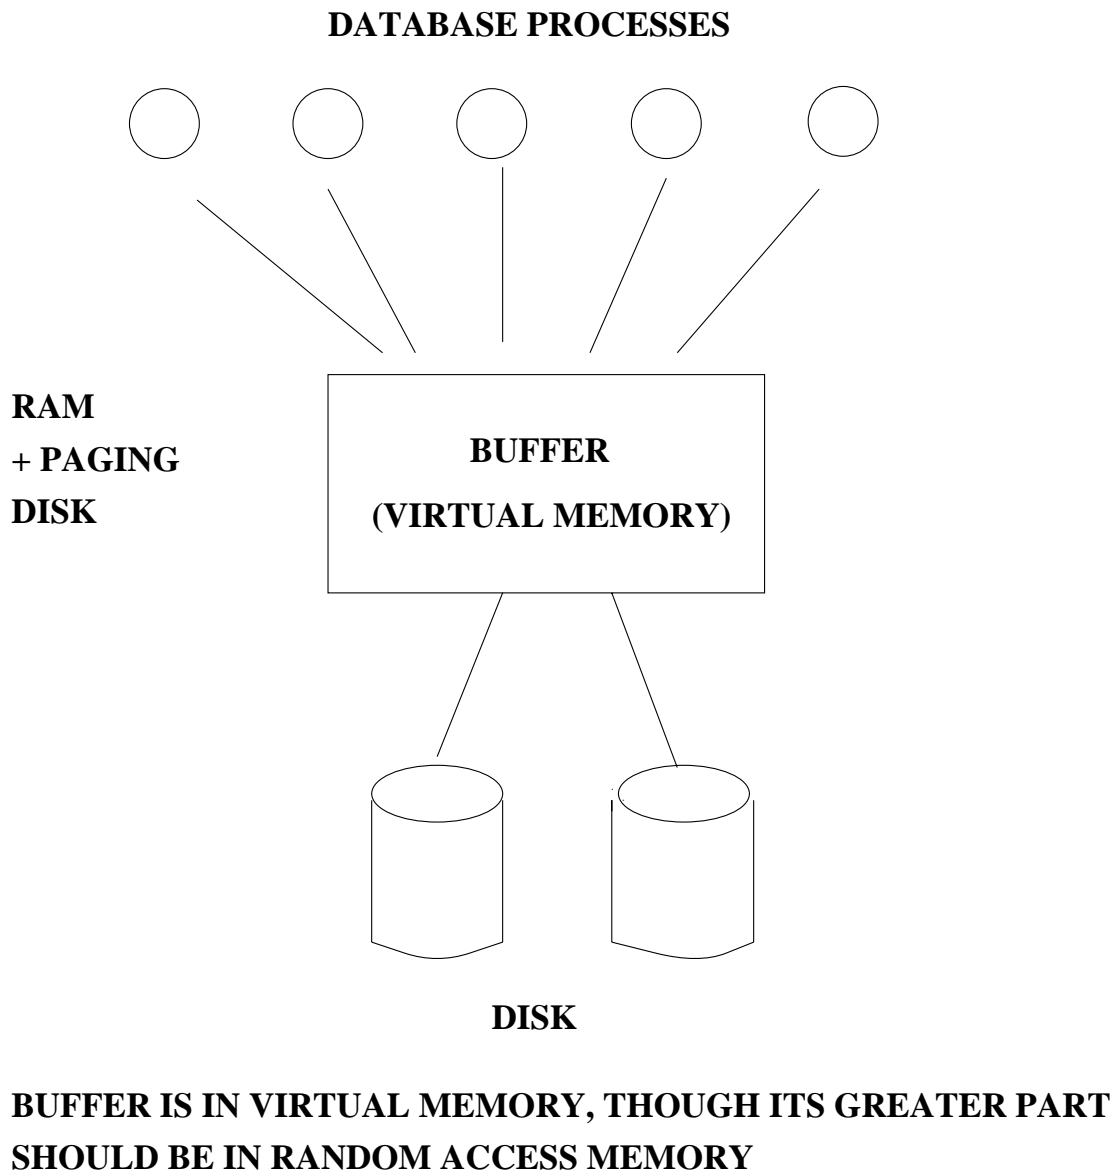 DATABASE PROCESSES
RAM
+ PAGING
DISK
BUFFER
(VIRTUAL MEMORY)
DISK
BUFFER IS IN VIRTUAL MEMORY, THOUGH ITS GREATER PART
SHOULD BE IN RANDOM ACCESS MEMORY